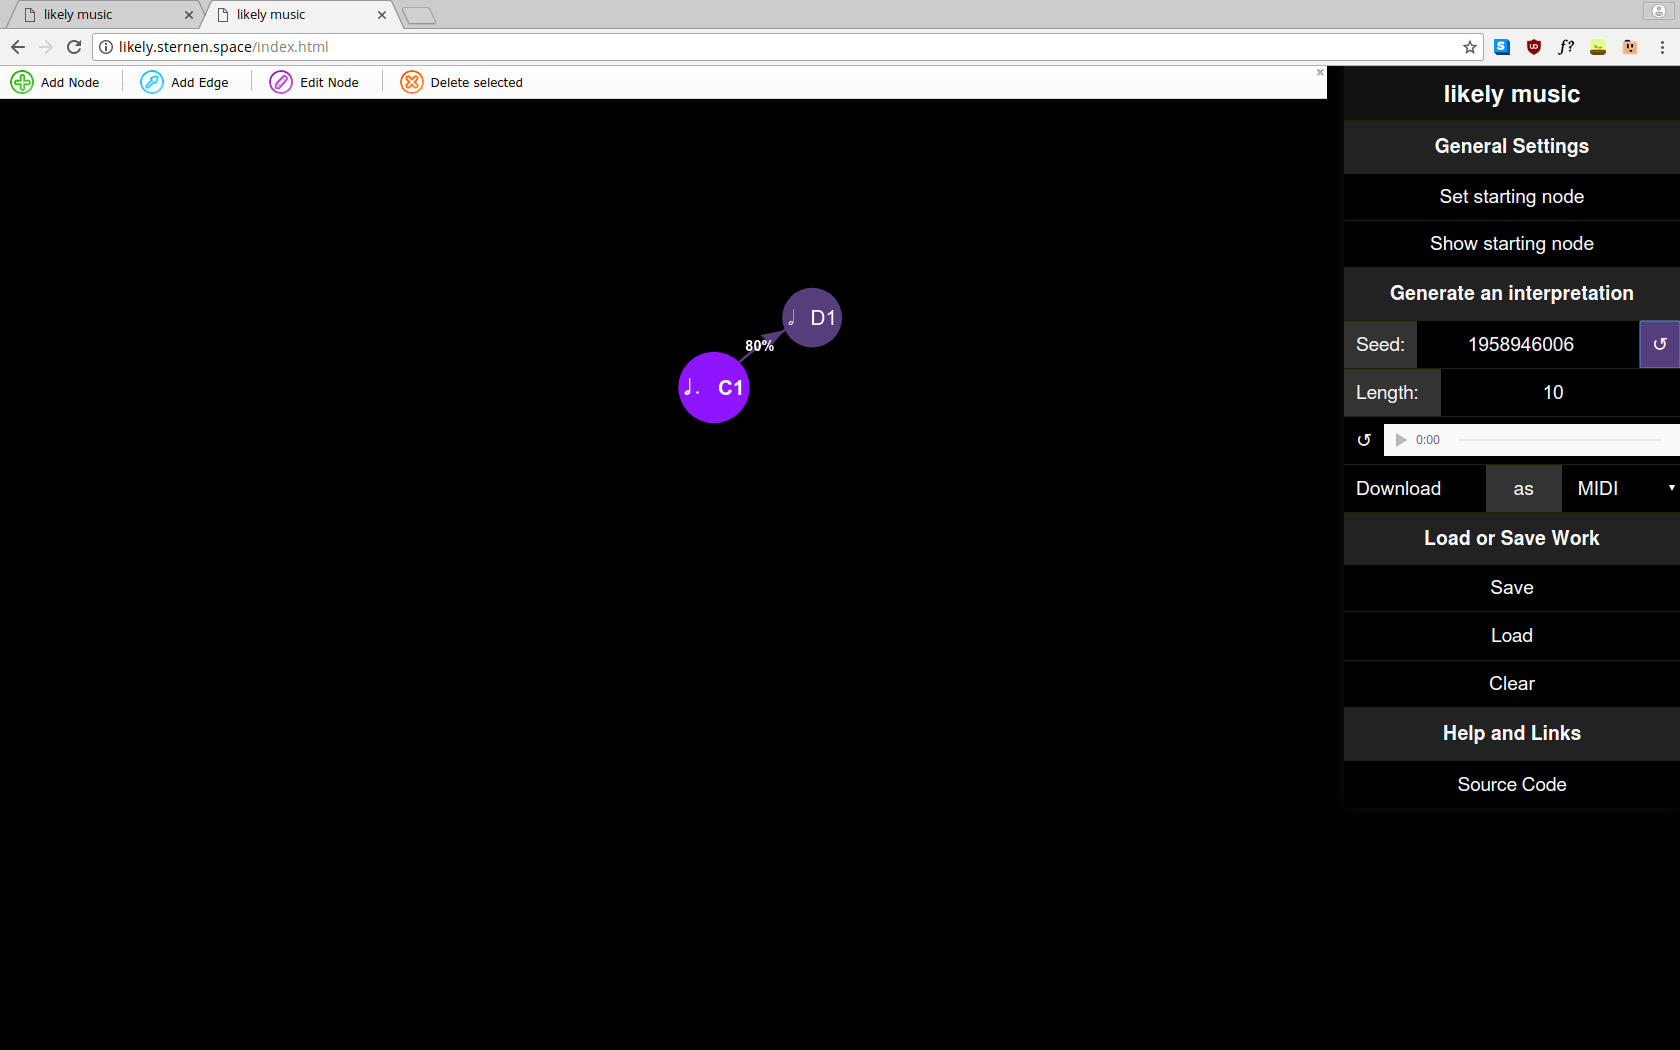 likely music
likely music
likely.sternen.space/index.html
Add Node
Add Edge
Edit Node
Delete selected
D1
80%
C1
likely music
General Settings
Set starting node
Show starting node
Generate an interpretation
Seed: 1958946006
Length: 10
0:00
Download as MIDI
Load or Save Work
Save
Load
Clear
Help and Links
Source Code